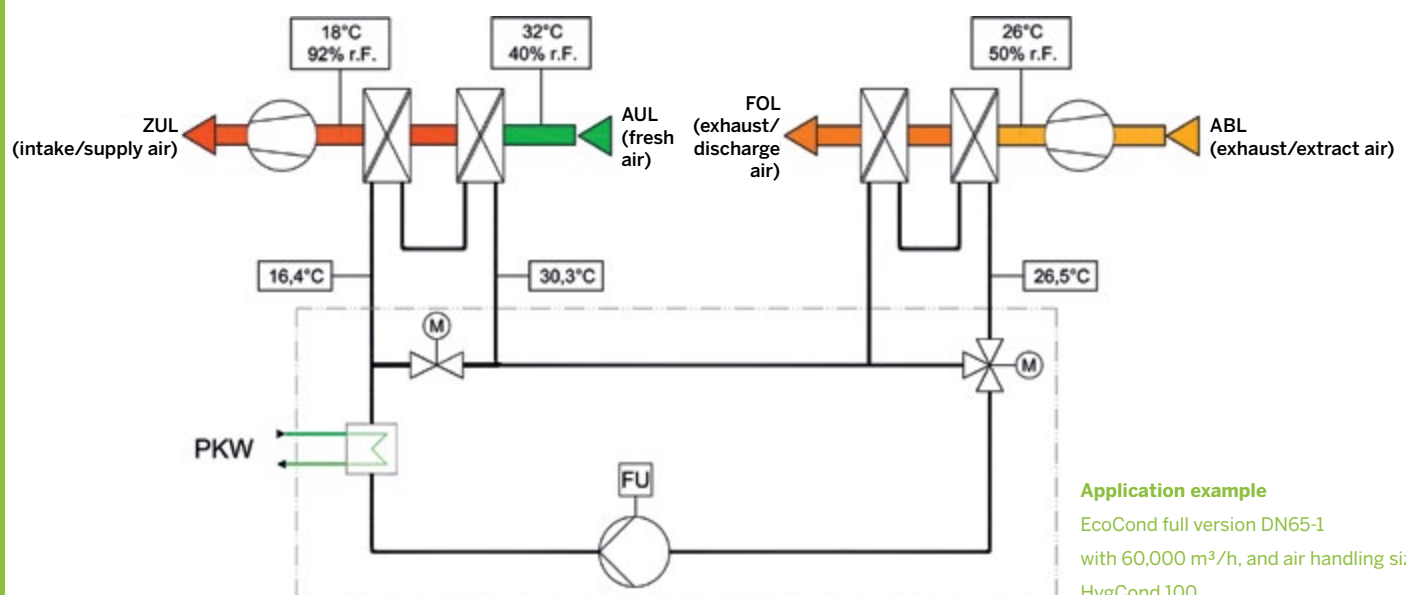 18°C
92% r.F.
32°C
40% r.F.
26°C
50% r.F.
ZUL
(intake/supply air)
AUL
(fresh
air)
FOL
(exhaust/
discharge
air)
ABL
(exhaust/extract air)
16,4°C
30,3°C
26,5°C
M
M
PKW
FU
Application example
EcoCond full version DN65-1
with 60,000 m³/h, and air handling
HygCond 100